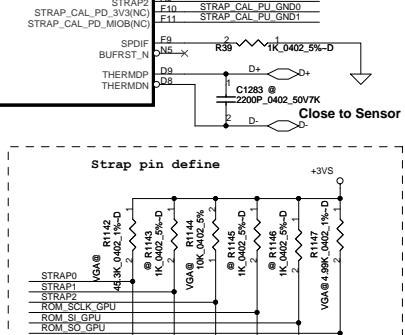 STRAP2
STRAP_CAL_PD_3V3(NC) F10 STRAP_CAL_PU_GND0
STRAP_CAL_PD_MIOB(NC) F11 STRAP_CAL_PU_GND1
SPDIF F9 2 1
R39 1K_0402_5%~D
BUFRST_N N5
THERMDP D9 D+ D+
THERMDN D8
1
C1283 @
2200P_0402_50V7K
2
Close to Sensor
D- D-
Strap pin define
+3VS
VGA@ R1142 45.3K_0402_1%~D
@ R1143 1K_0402_5%~D
VGA@ R1144 10K_0402_5%
@ R1145 1K_0402_5%~D
@ R1146 1K_0402_5%~D
R1147 VGA@ 4.99K_0402_1%~D
STRAP0
STRAP1
STRAP2
ROM_SCLK_GPU
ROM_SI_GPU
ROM_SO_GPU